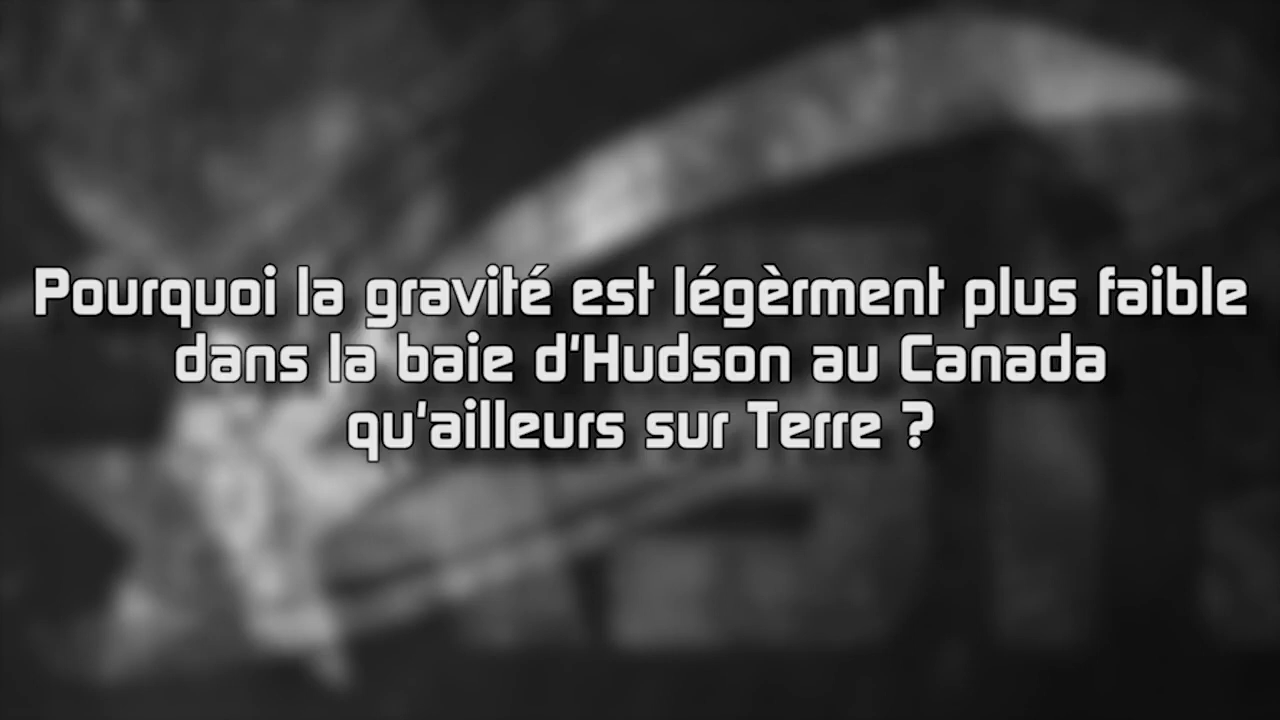 Pourquoi la gravité est légèrment plus faible
dans la baie d'Hudson au Canada
qu'ailleurs sur Terre ?